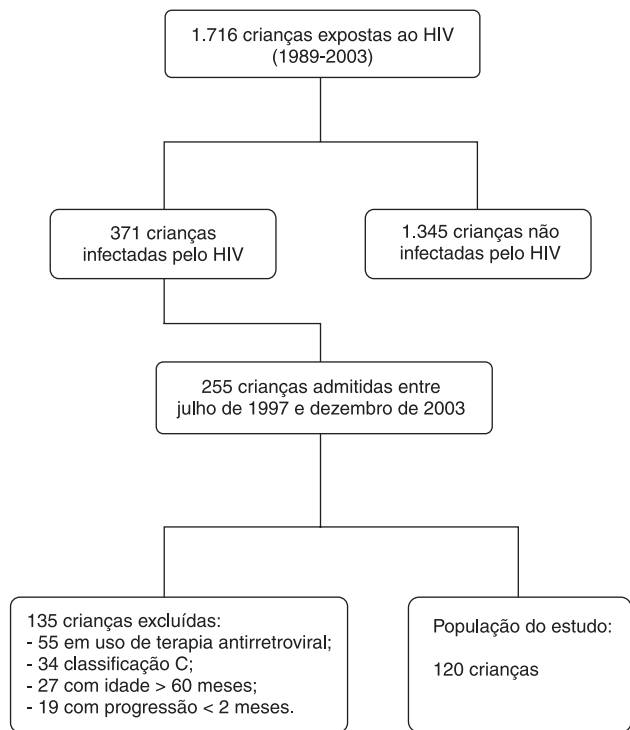 1.716 crianças expostas ao HIV
(1989-2003)
371 crianças
infectadas pelo HIV
1.345 crianças não
infectadas pelo HIV
255 crianças admitidas entre
julho de 1997 e dezembro de 2003
135 crianças excluídas:
- 55 em uso de terapia antirretroviral;
- 34 classificação C;
- 27 com idade > 60 meses;
- 19 com progressão < 2 meses.
População do estudo:
120 crianças